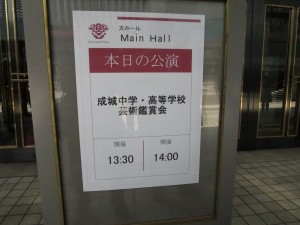 大ホール
Main Hall
本日の公演
成城中学・高等学校
芸術鑑賞会
開場 開演
13:30 14:00